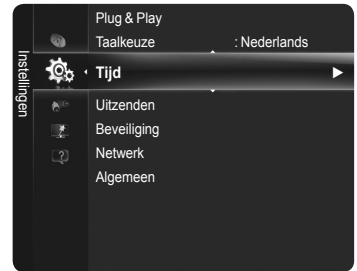 Instellingen
Plug & Play
Taalkeuze : Nederlands
Tijd
Uitzenden
Beveiliging
Netwerk
Algemeen